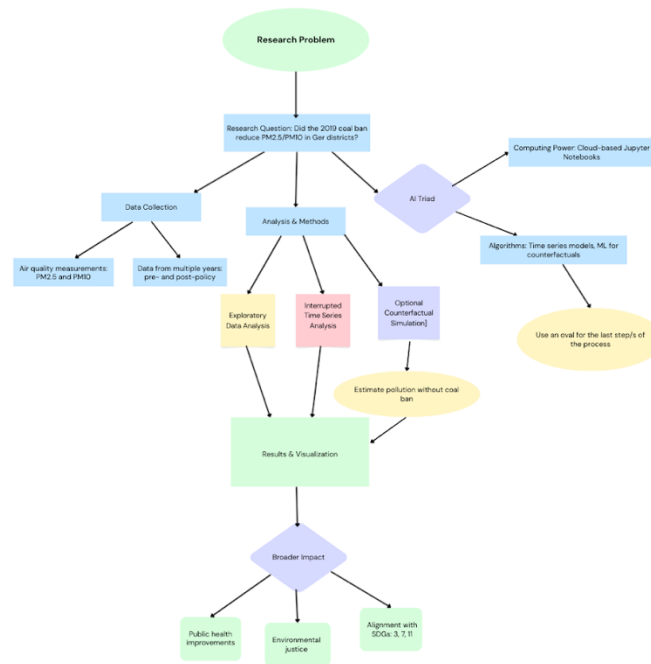 Research Problem
Research Question: Did the 2019 coal ban
reduce PM2.5/PM10 in Ger districts?
Computing Power: Cloud-based Jupyter
Notebooks
AI Triad
Data Collection
Analysis & Methods
Algorithms: Time series models, ML for
counterfactuals
Air quality measurements:
PM2.5 and PM10
Data from multiple years:
pre- and post-policy
Exploratory
Data Analysis
Interrupted
Time Series
Analysis
Optional
Counterfactual
Simulation]
Use an oval for the last step/s of
the process
Estimate pollution without coal
ban
Results & Visualization
Broader Impact
Public health
improvements
Environmental
justice
Alignment with
SDGs: 3, 7, 11